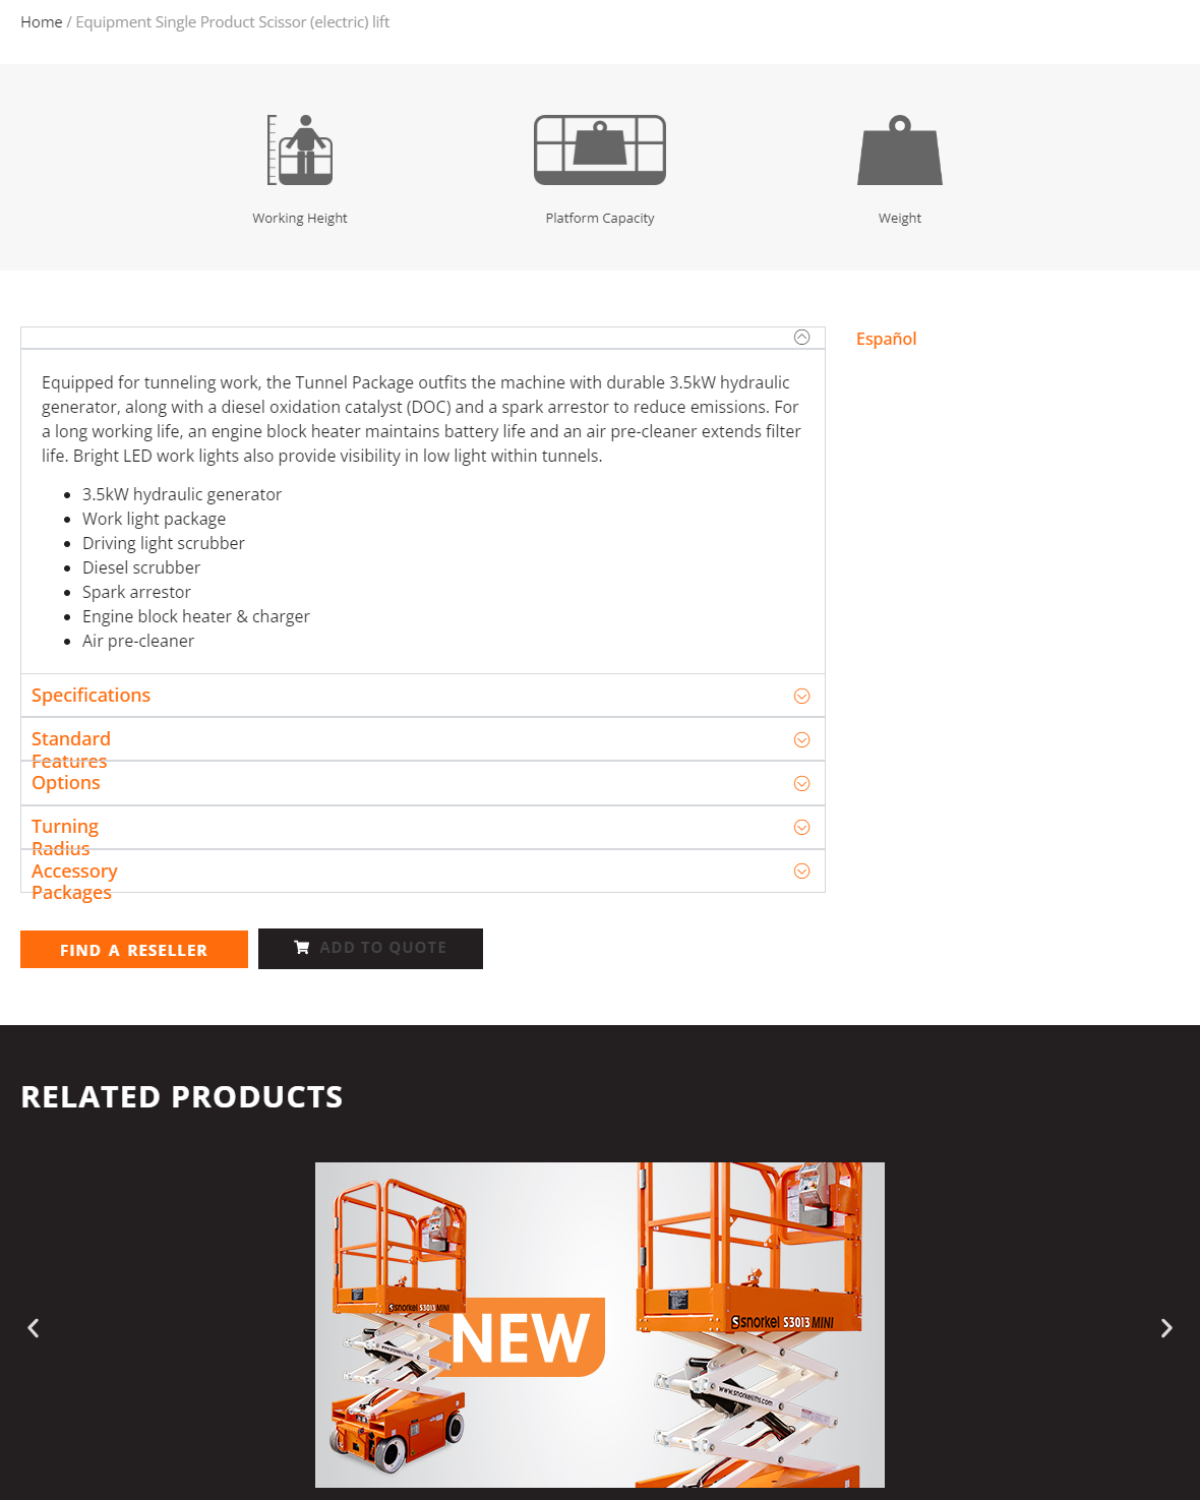 Home / Equipment Single Product Scissor (electric) lift
Working Height
Platform Capacity
Weight
Español
Equipped for tunneling work, the Tunnel Package outfits the machine with durable 3.5kW hydraulic
generator, along with a diesel oxidation catalyst (DOC) and a spark arrestor to reduce emissions. For
a long working life, an engine block heater maintains battery life and an air pre-cleaner extends filter
life. Bright LED work lights also provide visibility in low light within tunnels.
3.5kW hydraulic generator
Work light package
Driving light scrubber
Diesel scrubber
Spark arrestor
Engine block heater & charger
Air pre-cleaner
Specifications
Standard
Features
Options
Turning
Radius
Accessory
Packages
FIND A RESELLER
ADD TO QUOTE
RELATED PRODUCTS
snorkel S3013 MINI
NEW
snorkel S3013 MINI
www.snorkellifts.com